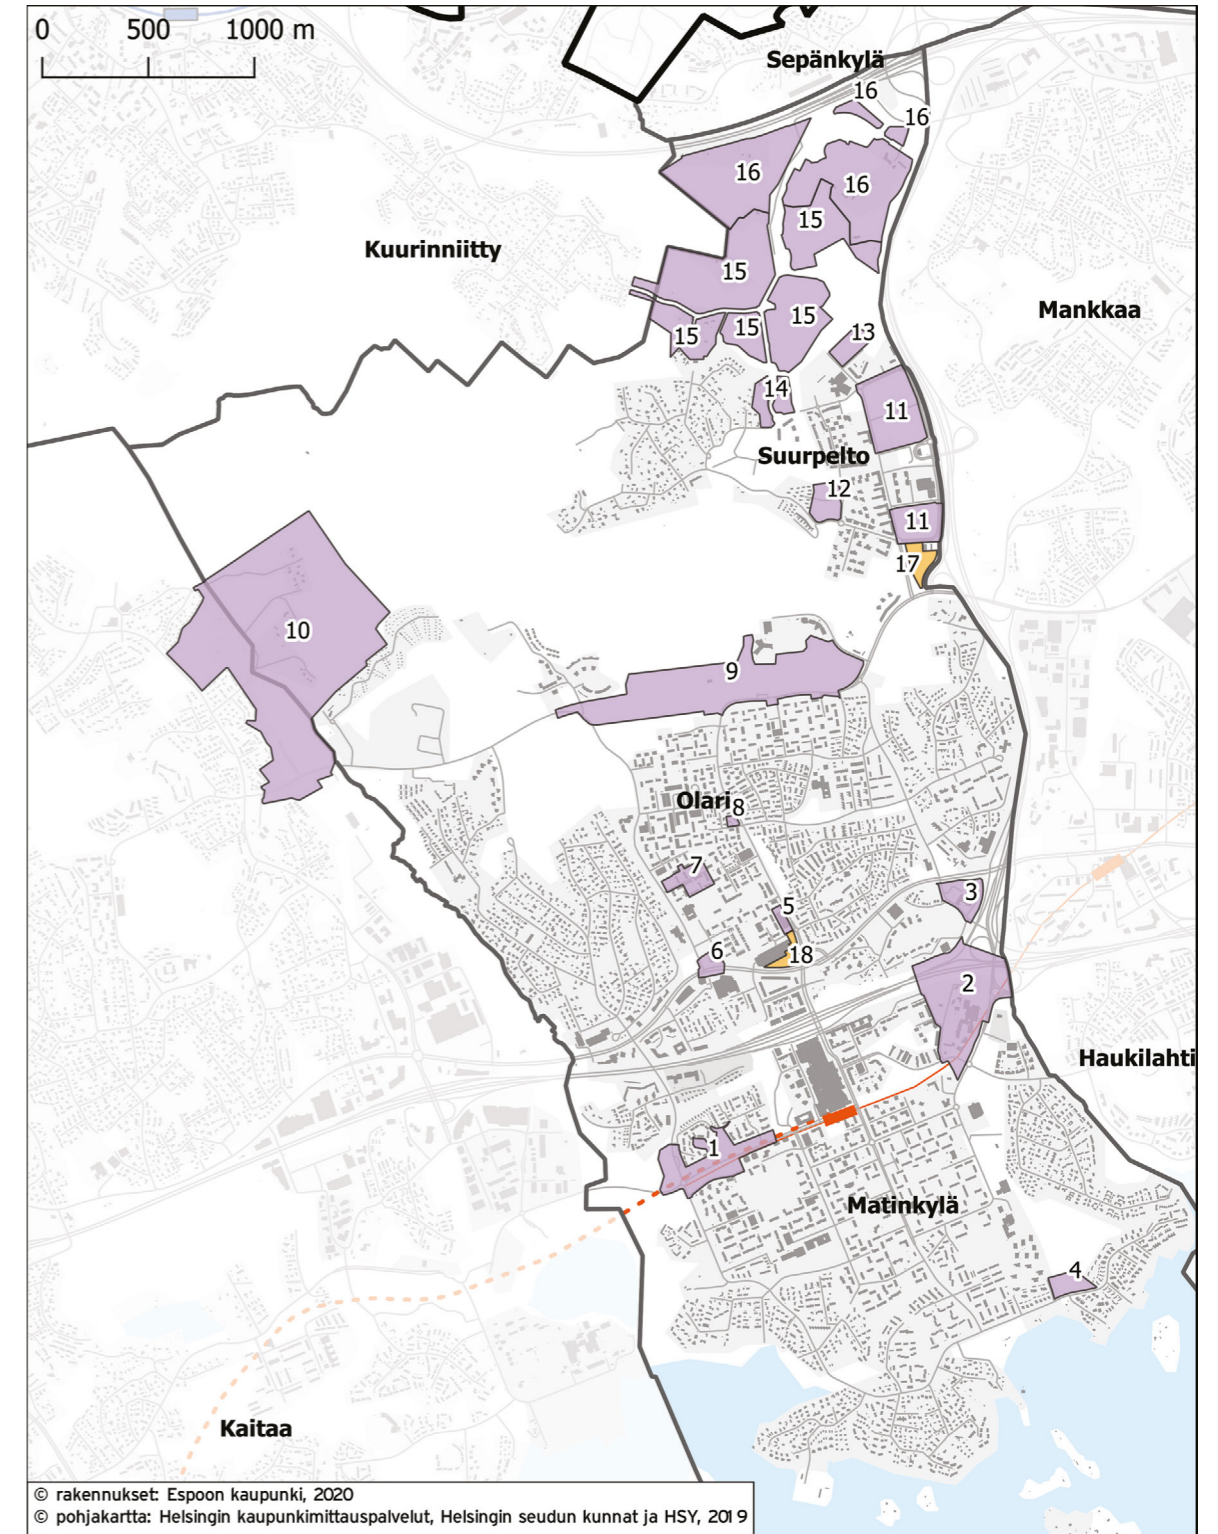 0 500 1000 m
Sepänkylä
16
16
16
16
15
Kuurinniitty
15
Mankkaa
15
15
15
13
14
11
Suurpelto
12
11
17
10
9
Olari
8
7
3
5
6
18
2
Haukilahti
1
Matinkylä
4
Kaitaa
© rakennukset: Espoon kaupunki, 2020
© pohjakartta: Helsingin kaupunkimittauspalvelut, Helsingin seudun kunnat ja HSY, 2019